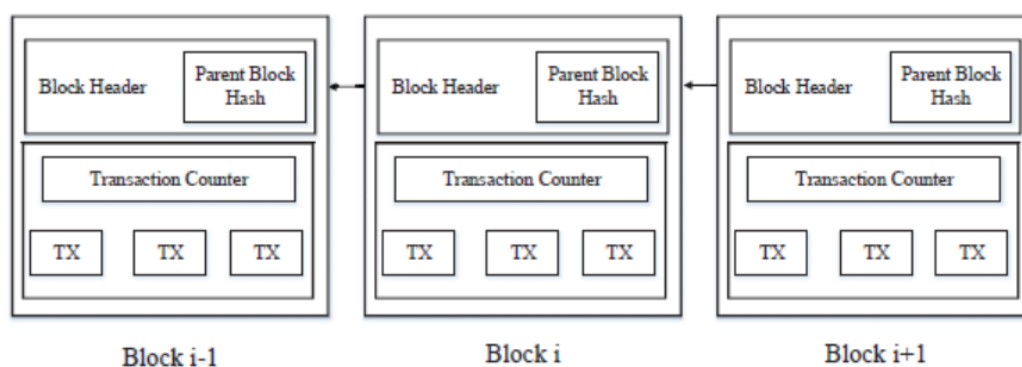 Block Header
Parent Block
Hash
Transaction Counter
TX TX TX
Block i-1
Block Header
Parent Block
Hash
Transaction Counter
TX TX TX
Block i
Block Header
Parent Block
Hash
Transaction Counter
TX TX TX
Block i+1